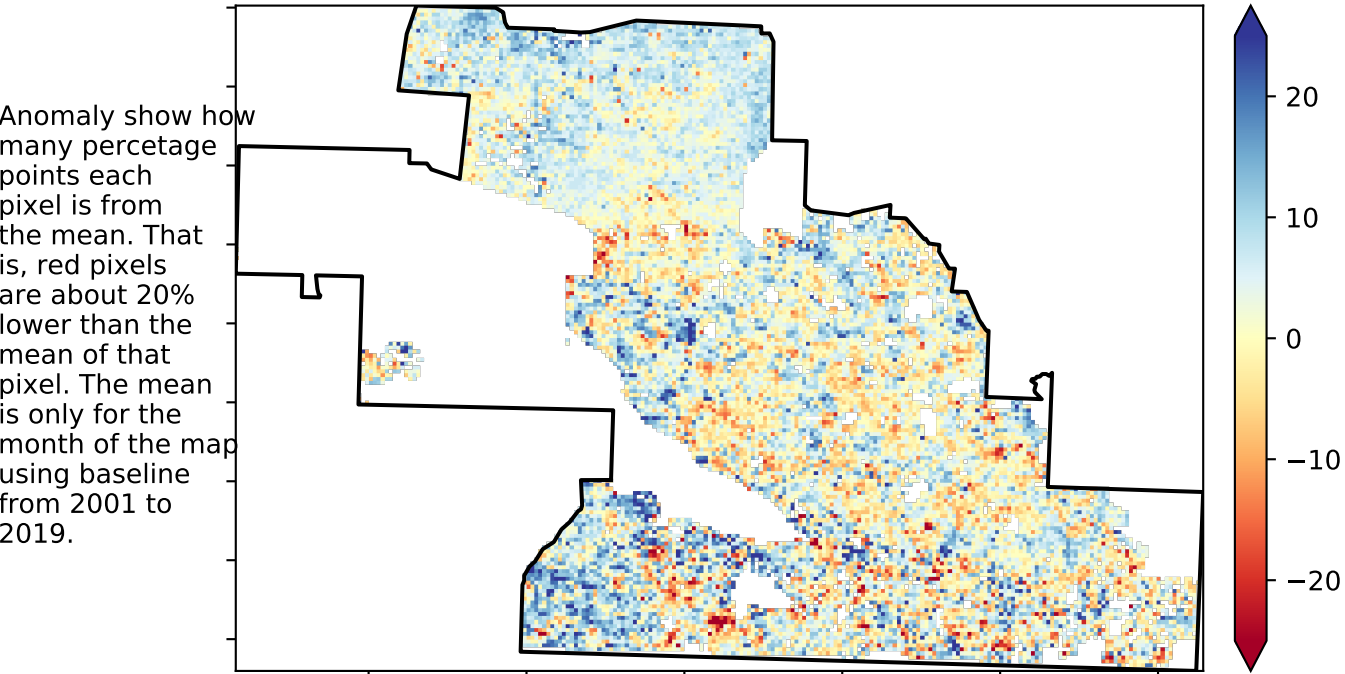 Anomaly show how
many percetage
points each
pixel is from
the mean. That
is, red pixels
are about 20%
lower than the
mean of that
pixel. The mean
is only for the
month of the map
using baseline
from 2001 to
2019.
20
10
0
−10
−20